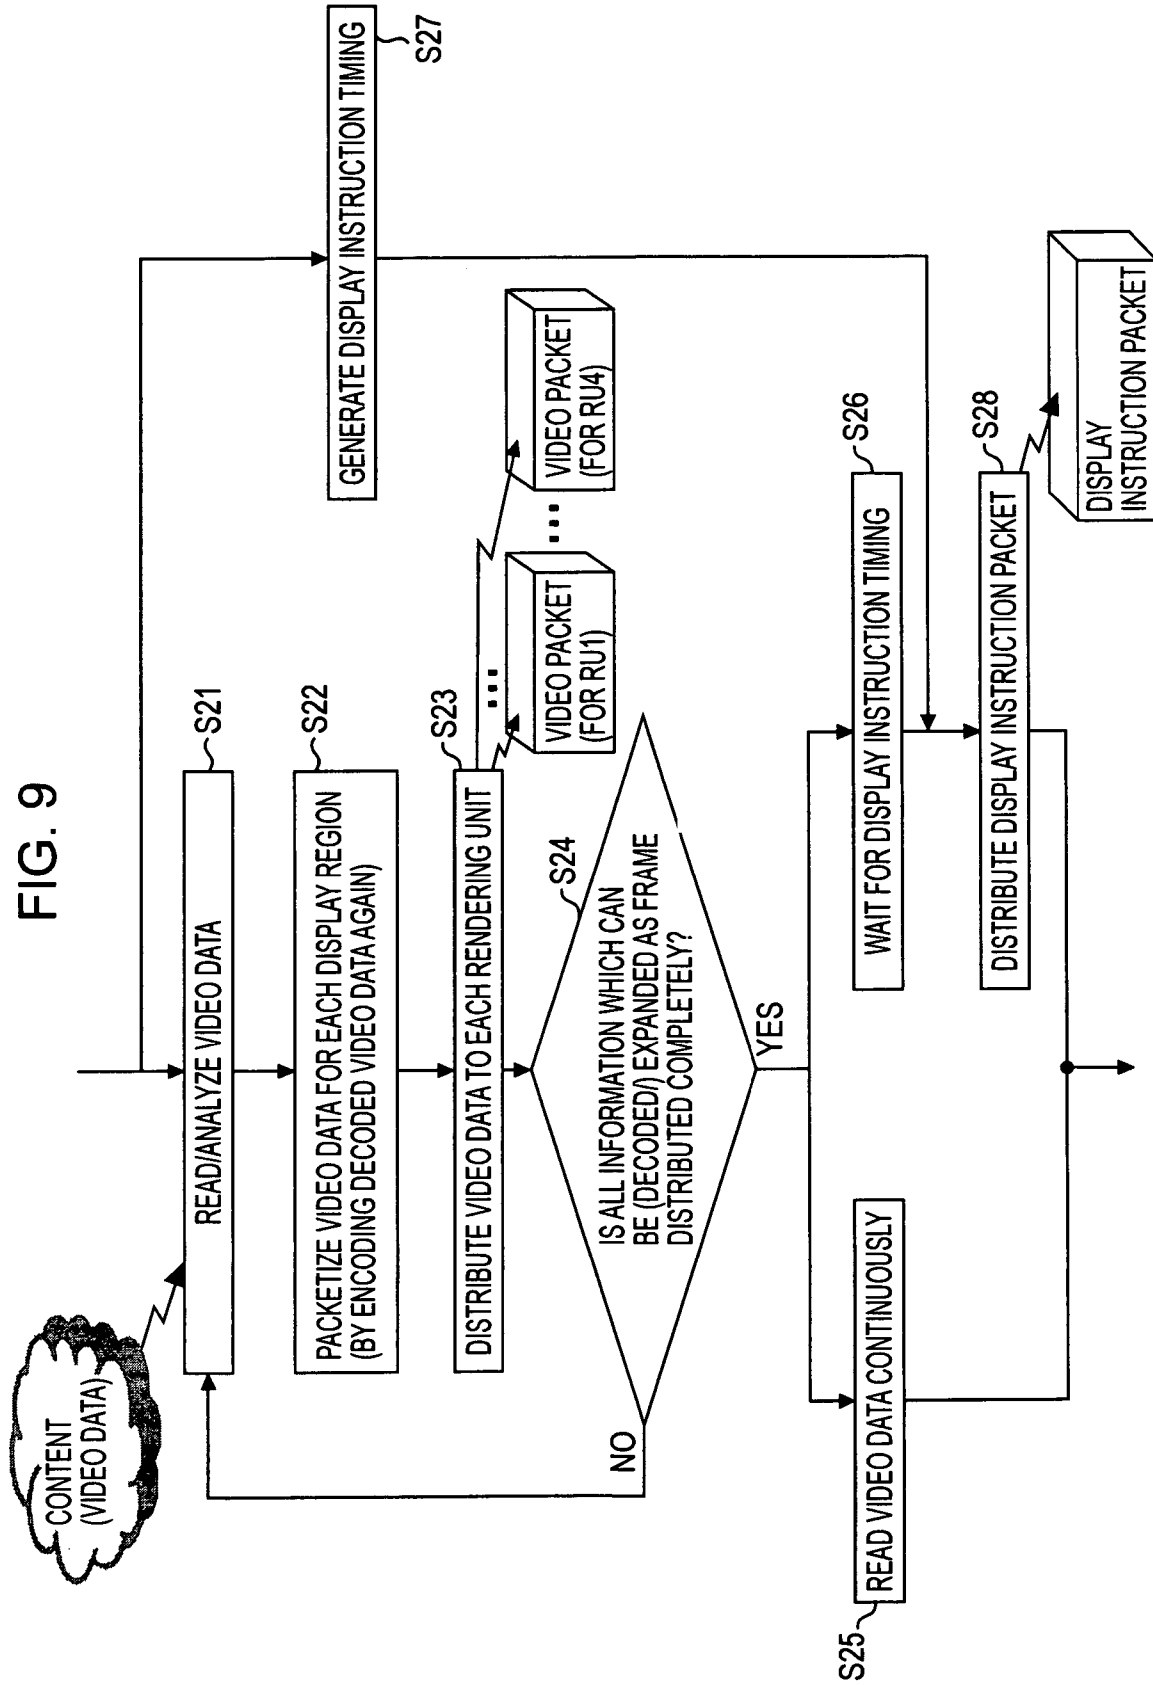 FIG. 9
CONTENT
(VIDEO DATA)
READ/ANALYZE VIDEO DATA
S21
PACKETIZE VIDEO DATA FOR EACH DISPLAY REGION
(BY ENCODING DECODED VIDEO DATA AGAIN)
S22
GENERATE DISPLAY INSTRUCTION TIMING
S27
DISTRIBUTE VIDEO DATA TO EACH RENDERING UNIT
S23
VIDEO PACKET
(FOR RU1)
VIDEO PACKET
(FOR RU4)
IS ALL INFORMATION WHICH CAN
BE (DECODED/) EXPANDED AS FRAME
DISTRIBUTED COMPLETELY?
S24
NO
YES
S25
READ VIDEO DATA CONTINUOUSLY
WAIT FOR DISPLAY INSTRUCTION TIMING
S26
DISTRIBUTE DISPLAY INSTRUCTION PACKET
S28
DISPLAY
INSTRUCTION PACKET